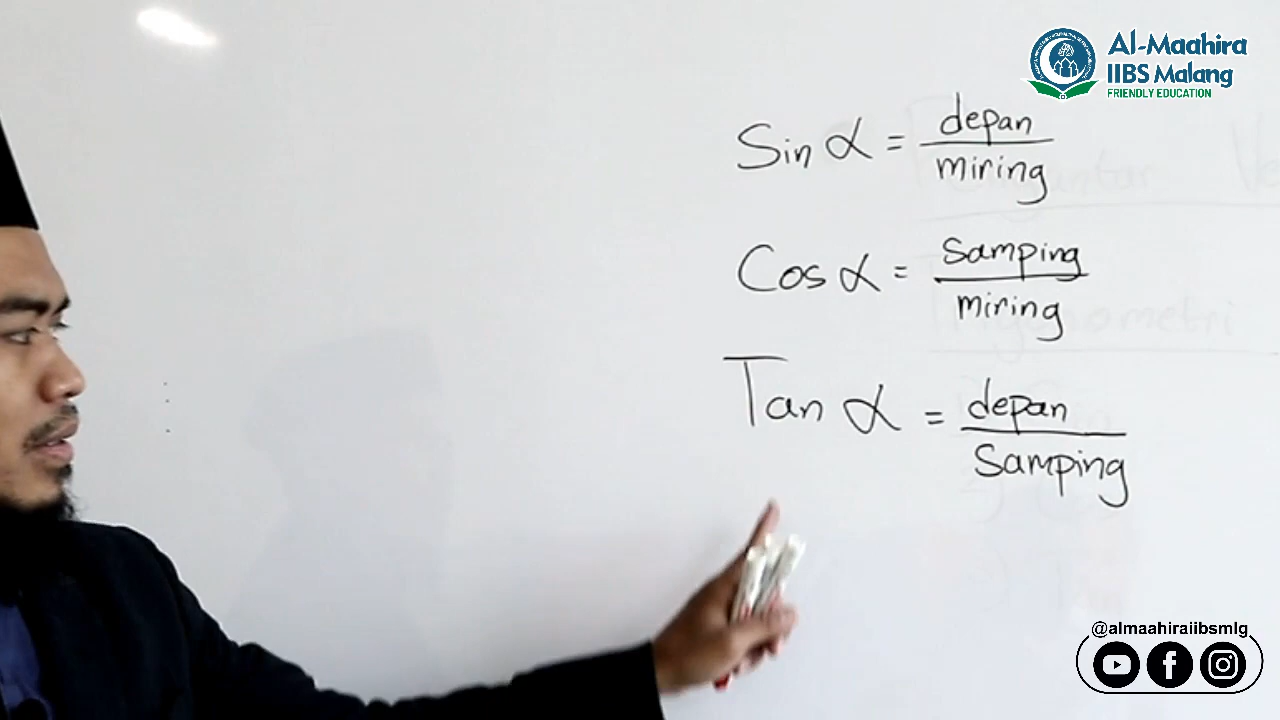 Al-Maahira
IIBS Malang
FRIENDLY EDUCATION
Sin α = depan
miring
Cos α = Samping
miring
Tan α = depan
Samping
@almaahiraiibsmlg